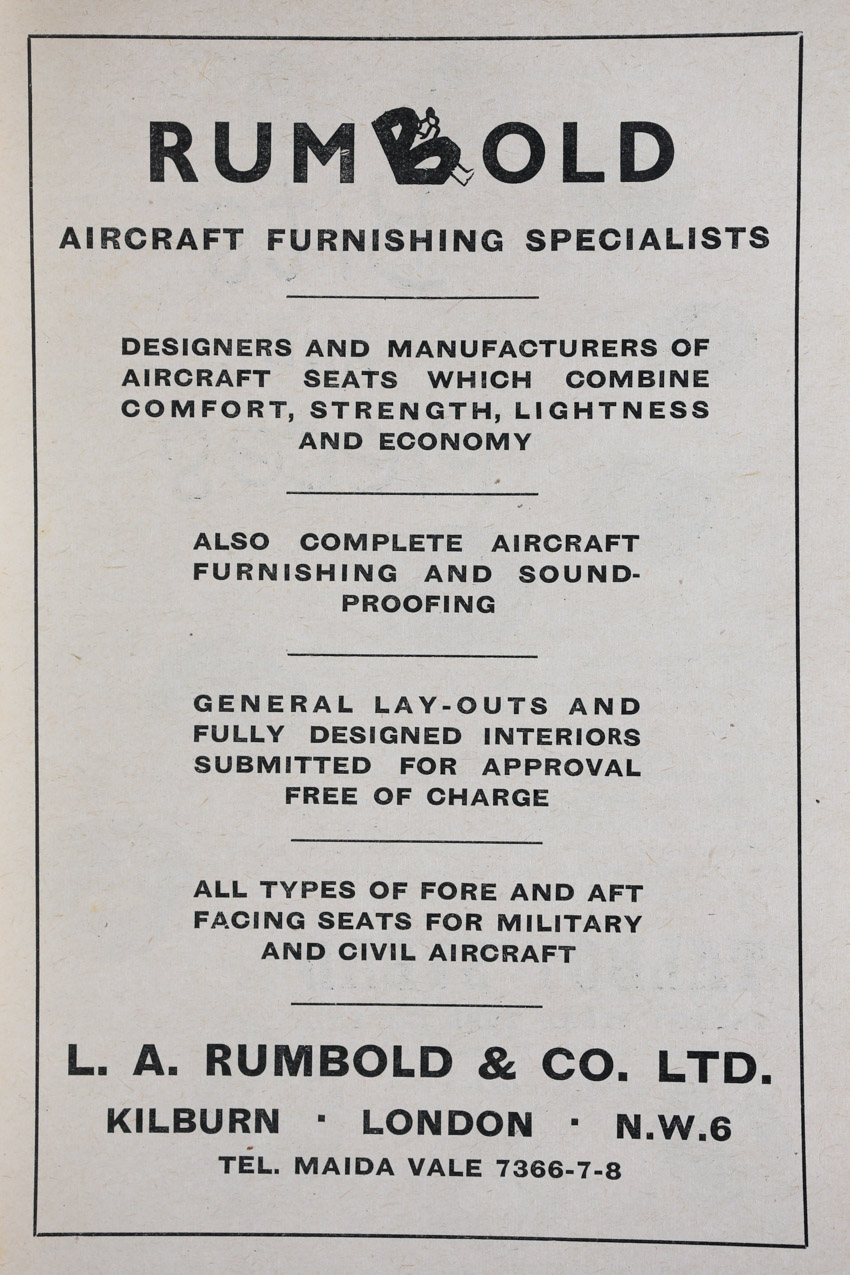 RUMBOLD
AIRCRAFT FURNISHING SPECIALISTS
DESIGNERS AND MANUFACTURERS OF
AIRCRAFT SEATS WHICH COMBINE
COMFORT, STRENGTH, LIGHTNESS
AND ECONOMY
ALSO COMPLETE AIRCRAFT
FURNISHING AND SOUND-
PROOFING
GENERAL LAY-OUTS AND
FULLY DESIGNED INTERIORS
SUBMITTED FOR APPROVAL
FREE OF CHARGE
ALL TYPES OF FORE AND AFT
FACING SEATS FOR MILITARY
AND CIVIL AIRCRAFT
L. A. RUMBOLD & CO. LTD.
KILBURN · LONDON · N.W.6
TEL. MAIDA VALE 7366-7-8